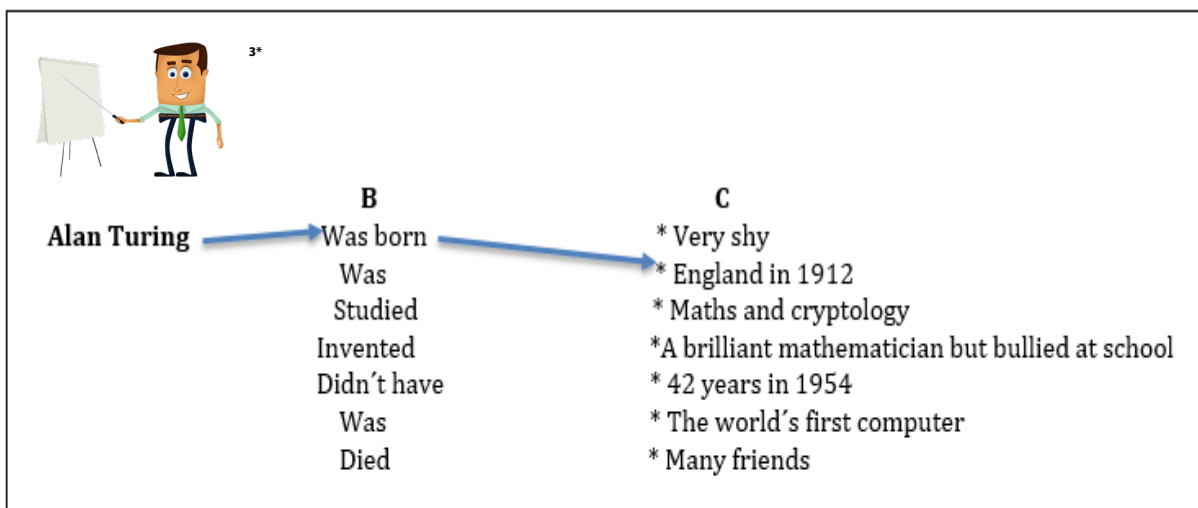 3*
B C
Alan Turing Was born * Very shy
Was * England in 1912
Studied * Maths and cryptology
Invented *A brilliant mathematician but bullied at school
Didn´t have * 42 years in 1954
Was * The world´s first computer
Died * Many friends